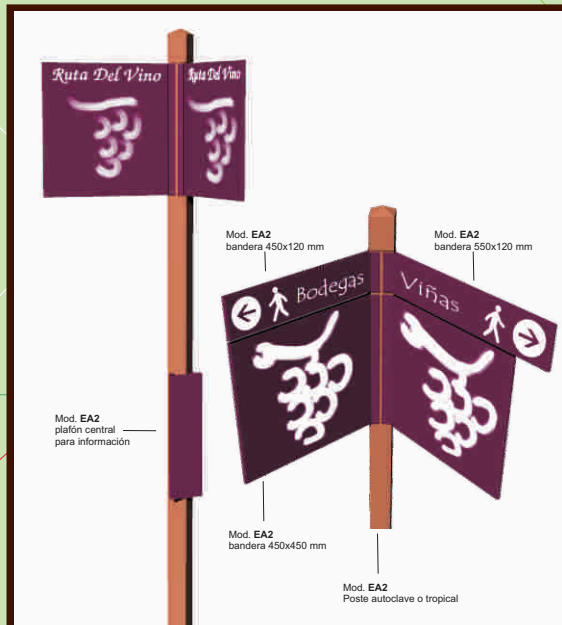 Ruta Del Vino
Ruta Del Vino
Mod. EA2
bandera 450x120 mm
Mod. EA2
bandera 550x120 mm
Bodegas
Viñas
Mod. EA2
plafón central
para información
Mod. EA2
bandera 450x450 mm
Mod. EA2
Poste autoclave o tropical